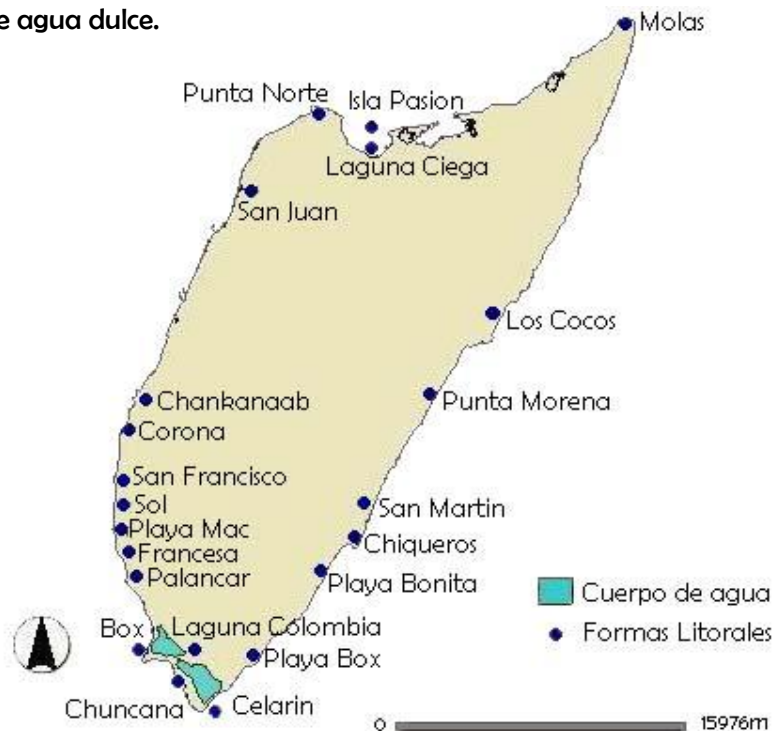 e agua dulce.
Molas
Punta Norte
Isla Pasion
Laguna Ciega
San Juan
Los Cocos
Chankanaab
Punta Morena
Corona
San Francisco
San Martin
Sol
Playa Mac
Chiqueros
Francesa
Palancar
Playa Bonita
Cuerpo de agua
Box
Laguna Colombia
Formas Litorales
Playa Box
Chuncana
Celarin
0
15976m